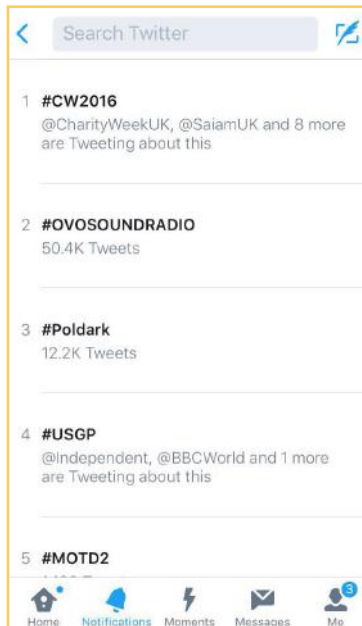 Search Twitter
1 #CW2016
@CharityWeekUK, @SaiamUK and 8 more
are Tweeting about this
2 #OVOSOUNDRADIO
50.4K Tweets
3 #Poldark
12.2K Tweets
4 #USGP
@Independent, @BBCWorld and 1 more
are Tweeting about this
5 #MOTD2
3
Home Notifications Moments Messages Me